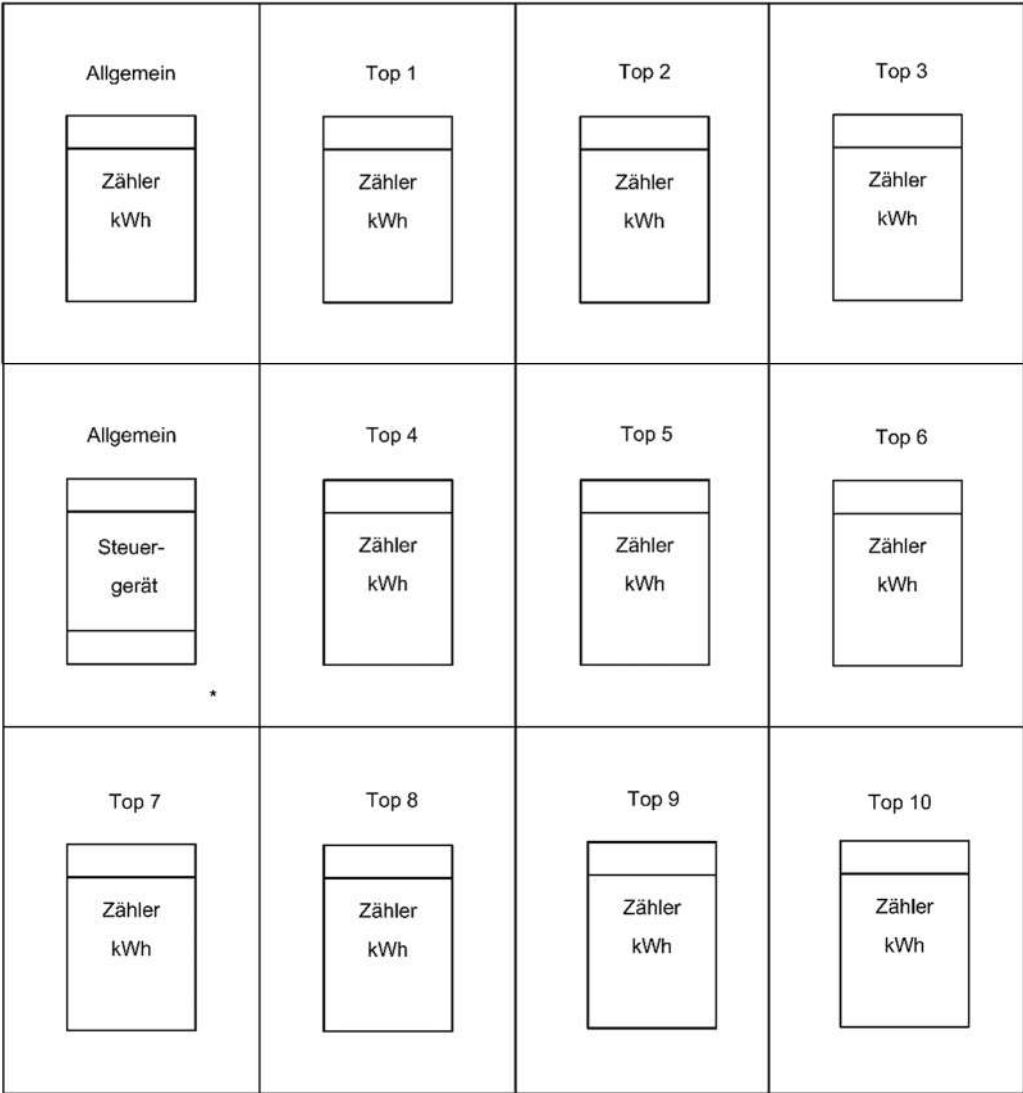 Allgemein
Zähler
kWh
Top 1
Zähler
kWh
Top 2
Zähler
kWh
Top 3
Zähler
kWh
Allgemein
Steuer-
gerät
*
Top 4
Zähler
kWh
Top 5
Zähler
kWh
Top 6
Zähler
kWh
Top 7
Zähler
kWh
Top 8
Zähler
kWh
Top 9
Zähler
kWh
Top 10
Zähler
kWh